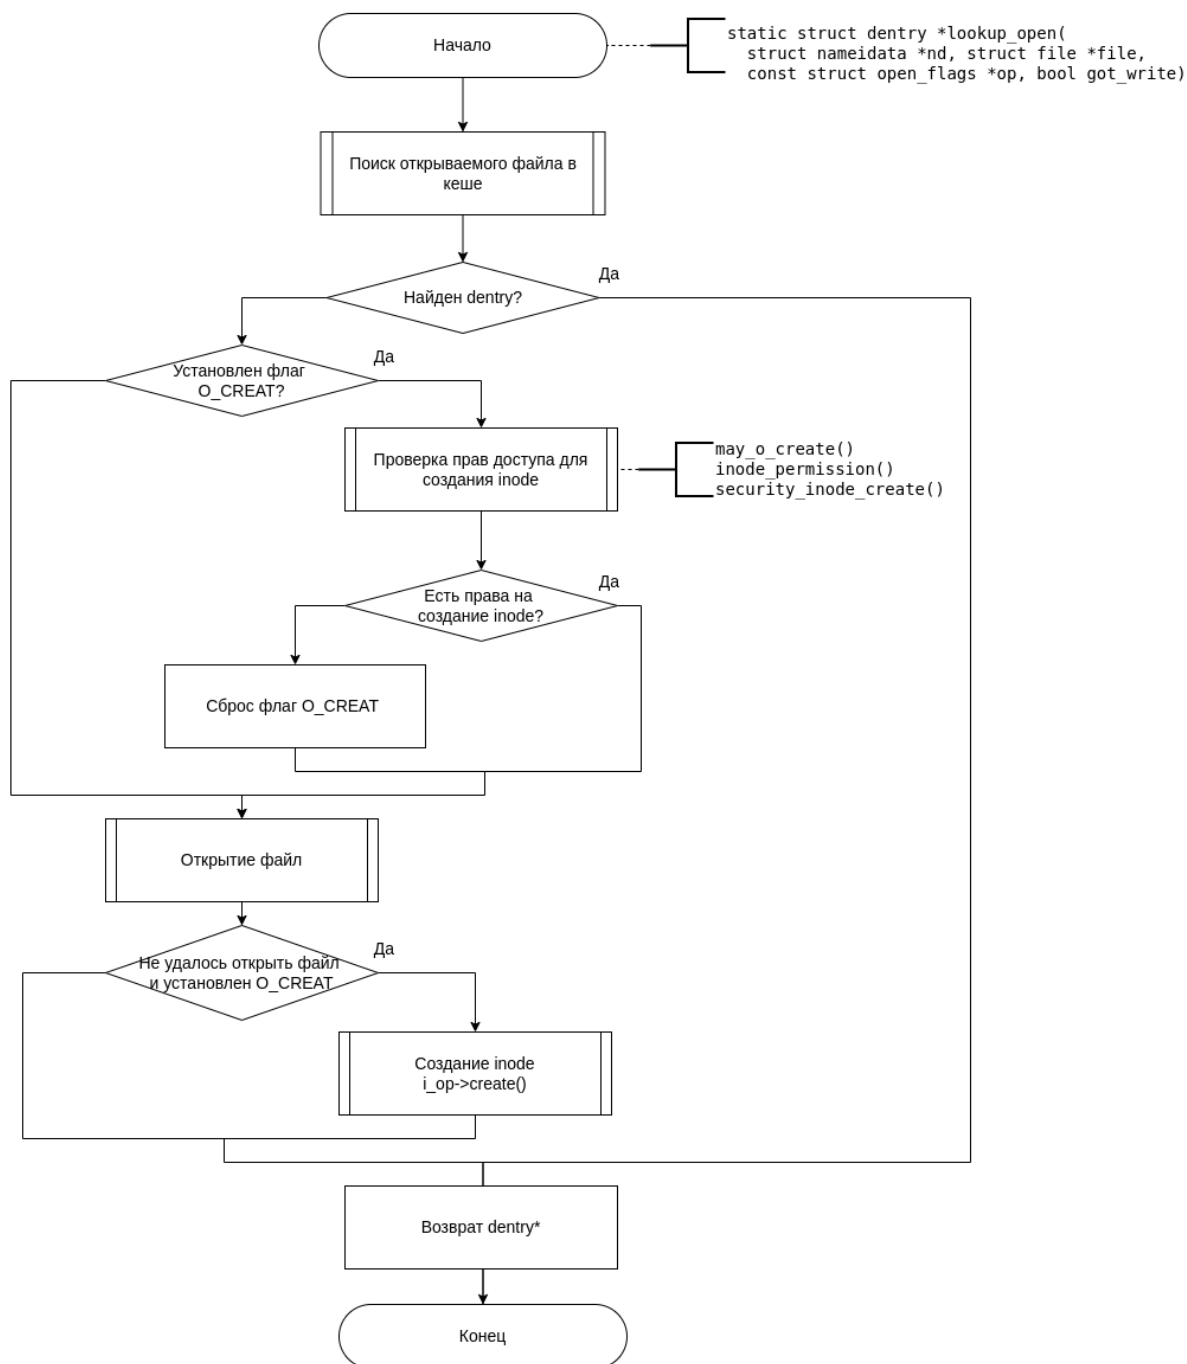 Начало
static struct dentry *lookup_open(
struct nameidata *nd, struct file *file,
const struct open_flags *op, bool got_write)
Поиск открываемого файла в
кеше
Да
Найден dentry?
Да
Установлен флаг
O_CREAT?
Проверка прав доступа для
создания inode
may_o_create()
inode_permission()
security_inode_create()
Да
Есть права на
создание inode?
Сброс флаг O_CREAT
Открытие файл
Да
Не удалось открыть файл
и установлен O_CREAT
Создание inode
i_op->create()
Возврат dentry*
Конец